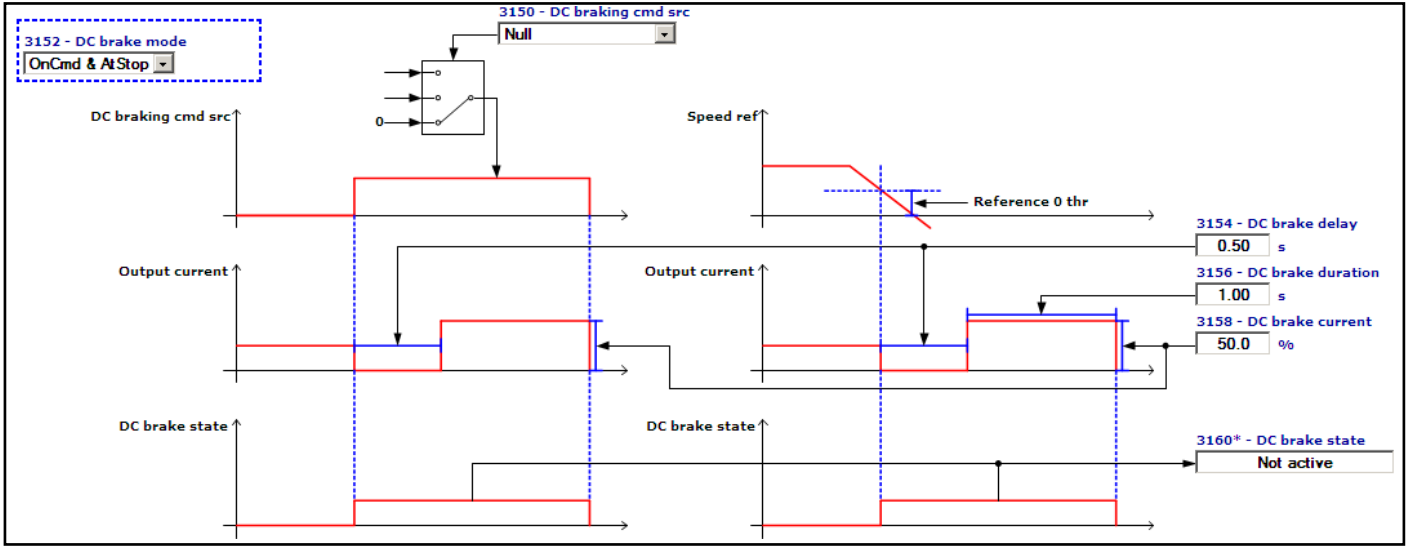 3150 - DC braking cmd src
Null
3152 - DC brake mode
OnCmd & AtStop
DC braking cmd src
0
Speed ref
Reference 0 thr
3154 - DC brake delay
0.50 s
Output current
Output current
3156 - DC brake duration
1.00 s
3158 - DC brake current
50.0 %
DC brake state
DC brake state
3160* - DC brake state
Not active